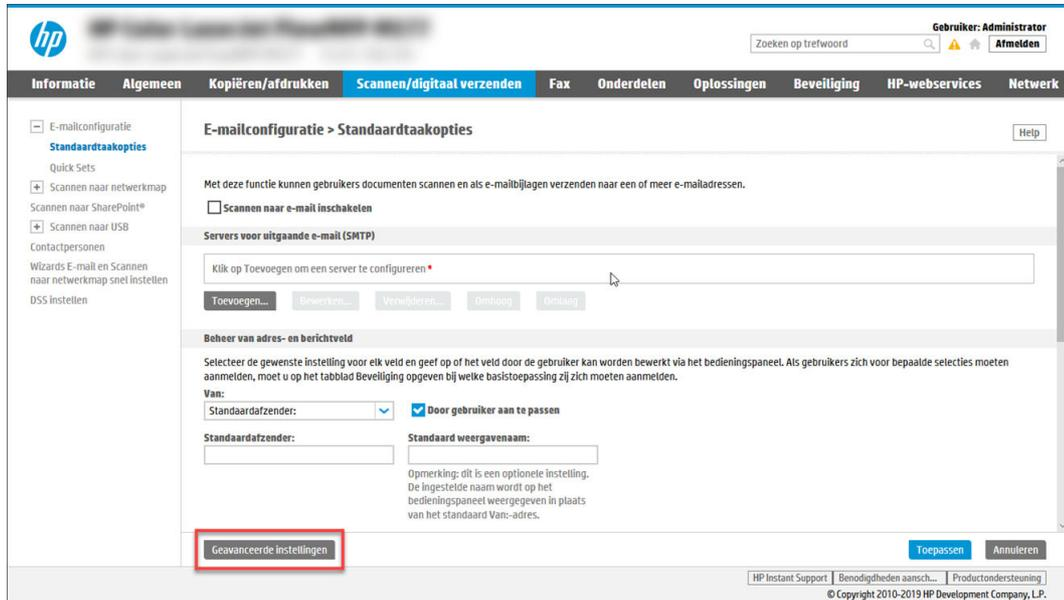 hp
Gebruiker: Administrator
Zoeken op trefwoord
Afmelden
Informatie Algemeen Kopiëren/afdrukken Scannen/digitaal verzenden Fax Onderdelen Oplossingen Beveiliging HP-webservices Netwerk
E-mailconfiguratie
Standaardtaakopties
Quick Sets
Scannen naar netwerkmap
Scannen naar SharePoint®
Scannen naar USB
Contactpersonen
Wizards E-mail en Scannen
naar netwerkmap snel instellen
DSS instellen
E-mailconfiguratie > Standaardtaakopties
Help
Met deze functie kunnen gebruikers documenten scannen en als e-mailbijlagen verzenden naar een of meer e-mailadressen.
Scannen naar e-mail inschakelen
Servers voor uitgaande e-mail (SMTP)
Klik op Toevoegen om een server te configureren *
Toevoegen... Bewerken... Verwijderen... Omhoog Omlaag
Beheer van adres- en berichtveld
Selecteer de gewenste instelling voor elk veld en geef op of het veld door de gebruiker kan worden bewerkt via het bedieningspaneel. Als gebruikers zich voor bepaalde selecties moeten
aanmelden, moet u op het tabblad Beveiliging opgeven bij welke basistoepassing zij zich moeten aanmelden.
Van:
Standaardafzender:
Door gebruiker aan te passen
Standaardafzender:
Standaard weergavenaam:
Opmerking: dit is een optionele instelling.
De ingestelde naam wordt op het
bedieningspaneel weergegeven in plaats
van het standaard Van:-adres.
Geavanceerde instellingen
Toepassen Annuleren
HP Instant Support Benodigdheden aansch... Productondersteuning
© Copyright 2010-2019 HP Development Company, L.P.